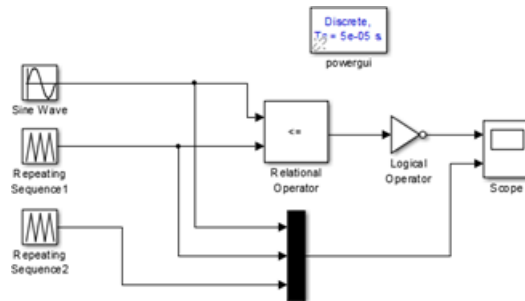 Discrete,
Ts = 5e-05 s
powergui
Sine Wave
<=
Repeating
Sequence1
Relational
Operator
Logical
Operator
Scope
Repeating
Sequence2